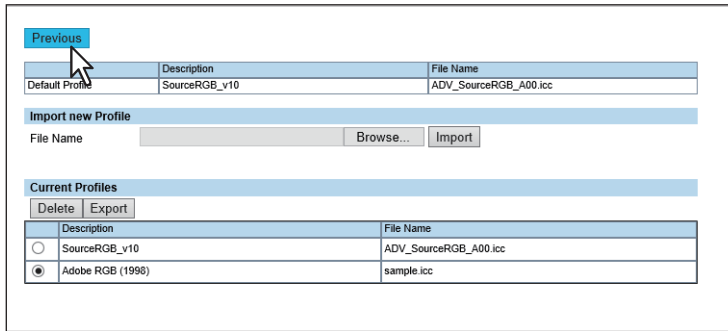 Previous
Description File Name
Default Profile SourceRGB_v10 ADV_SourceRGB_A00.icc
Import new Profile
File Name Browse... Import
Current Profiles
Delete Export
Description File Name
SourceRGB_v10 ADV_SourceRGB_A00.icc
Adobe RGB (1998) sample.icc